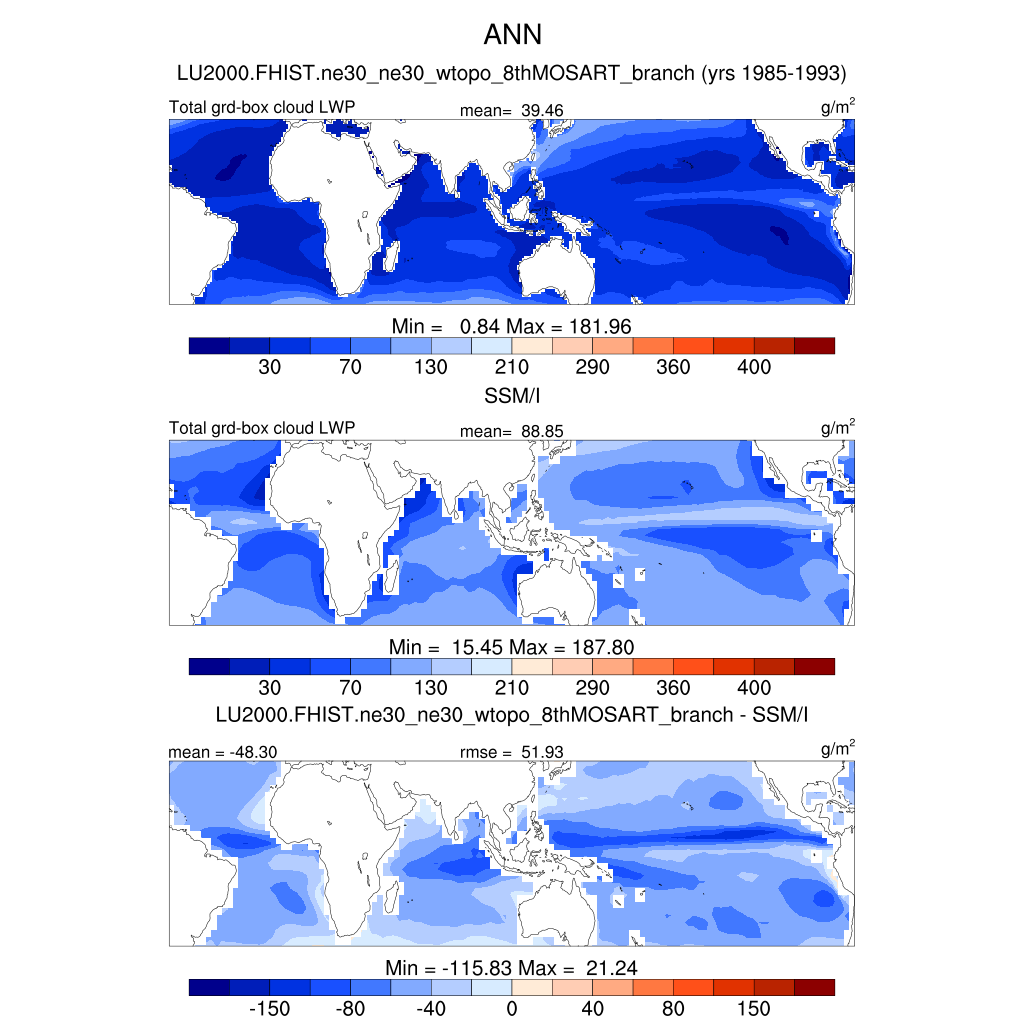 ANN
LU2000.FHIST.ne30_ne30_wtopo_8thMOSART_branch (yrs 1985-1993)
Total grd-box cloud LWP mean= 39.46 g/m²
Min = 0.84 Max = 181.96
30 70 130 210 290 360 400
SSM/I
Total grd-box cloud LWP mean= 88.85 g/m²
Min = 15.45 Max = 187.80
30 70 130 210 290 360 400
LU2000.FHIST.ne30_ne30_wtopo_8thMOSART_branch - SSM/I
mean = -48.30 rmse = 51.93 g/m²
Min = -115.83 Max = 21.24
-150 -80 -40 0 40 80 150